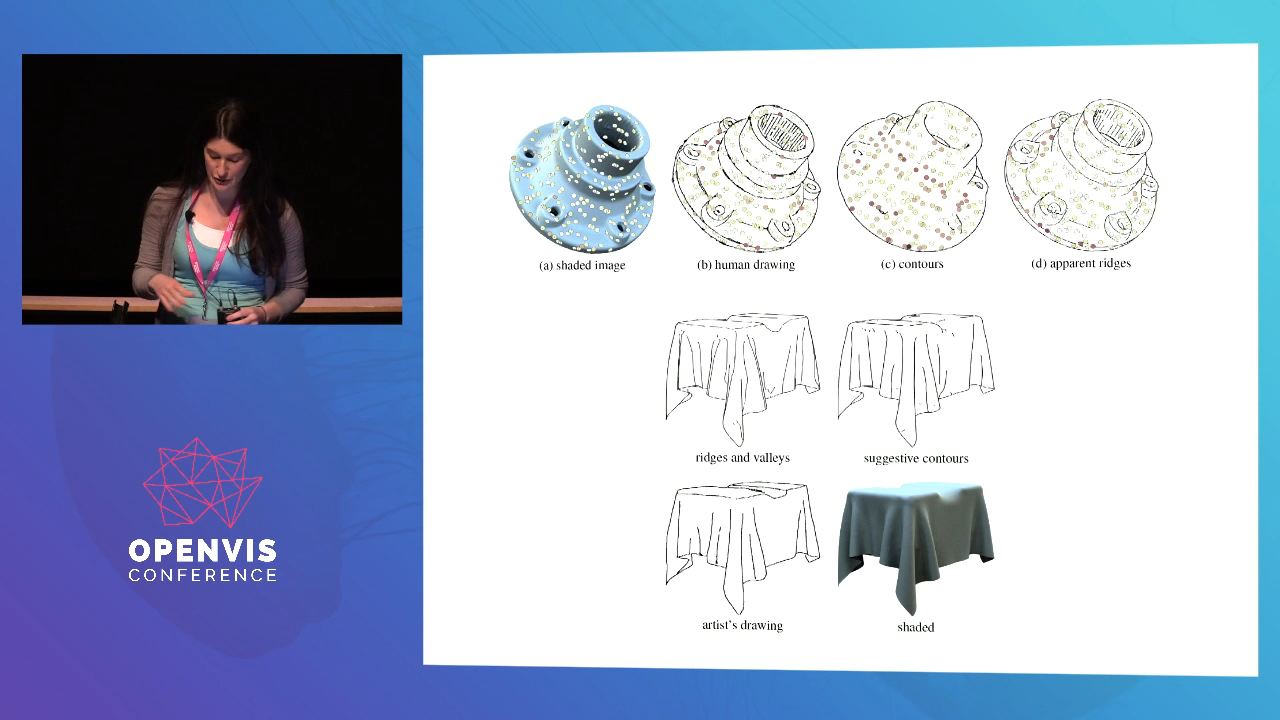 (a) shaded image
(b) human drawing
(c) contours
(d) apparent ridges
ridges and valleys
suggestive contours
artist's drawing
shaded
OPENVIS
CONFERENCE